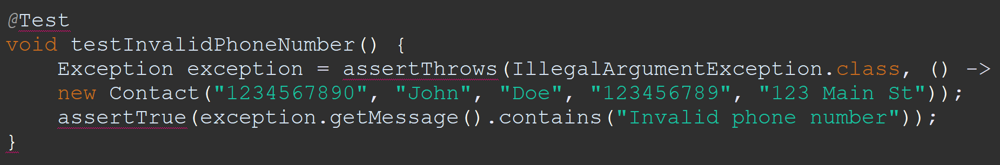 @Test
void testInvalidPhoneNumber() {
    Exception exception = assertThrows(IllegalArgumentException.class, () ->
    new Contact("1234567890", "John", "Doe", "123456789", "123 Main St"));
    assertTrue(exception.getMessage().contains("Invalid phone number"));
}